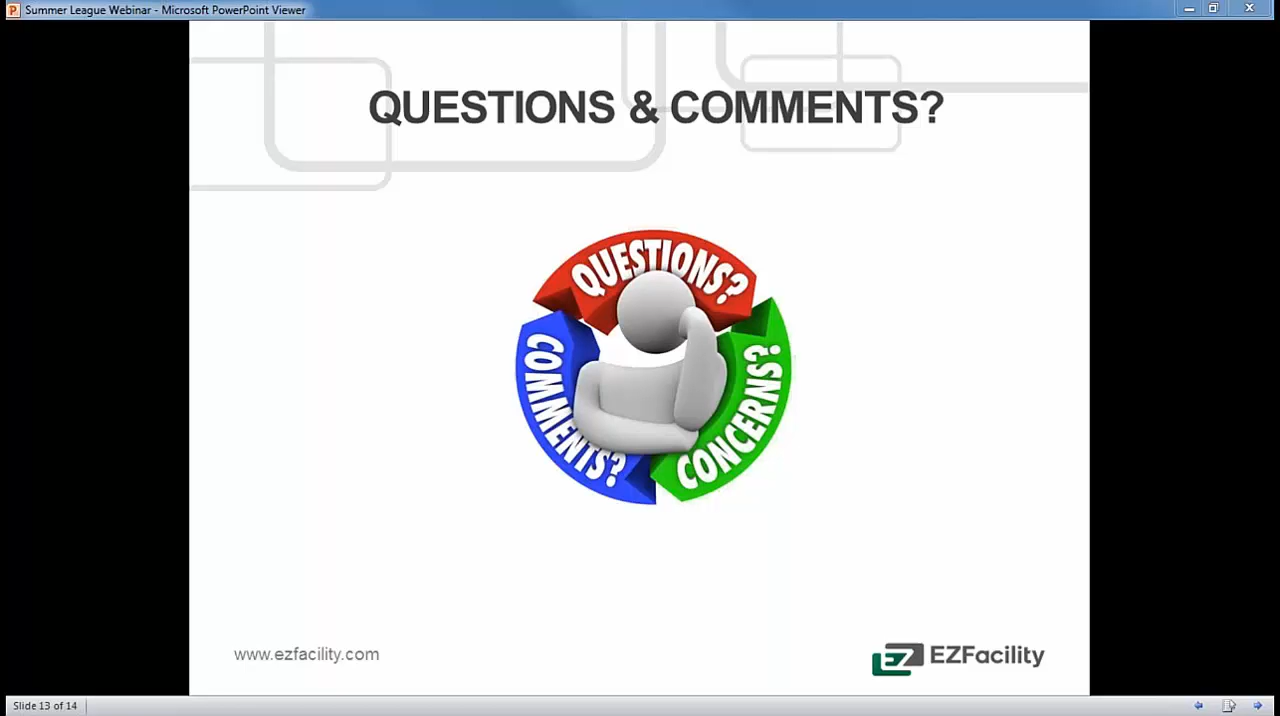 Summer League Webinar - Microsoft PowerPoint Viewer
QUESTIONS & COMMENTS?
QUESTIONS?
COMMENTS?
CONCERNS?
www.ezfacility.com
EZ EZFacility
Slide 13 of 14